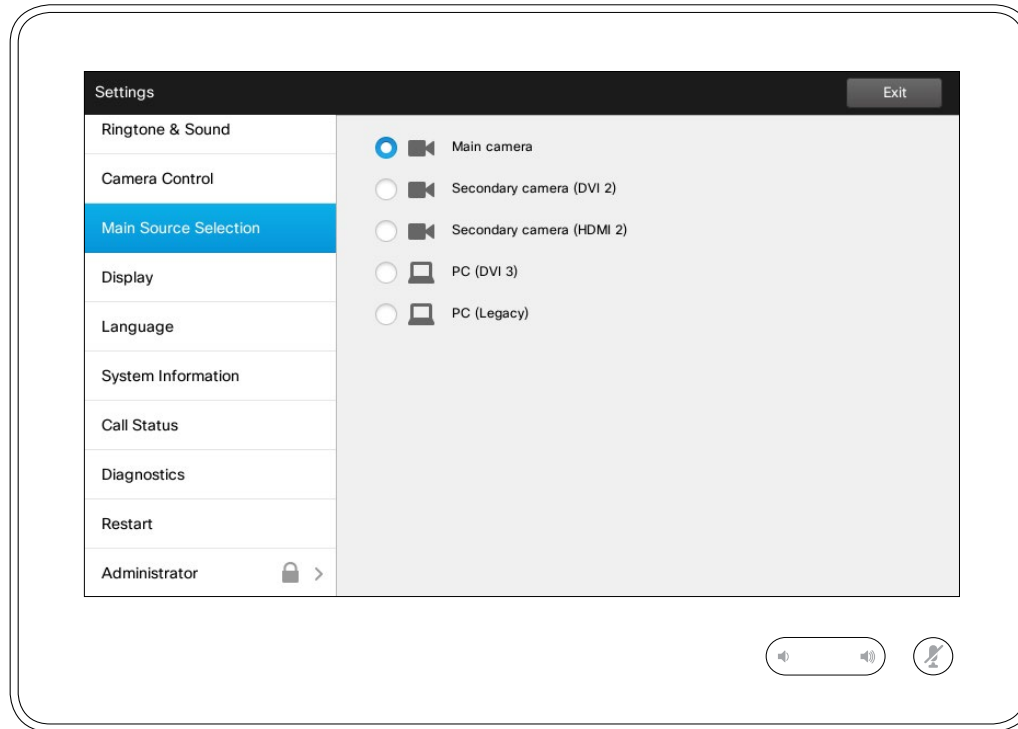 Settings
Exit
Ringtone & Sound
Camera Control
Main Source Selection
Display
Language
System Information
Call Status
Diagnostics
Restart
Administrator
Main camera
Secondary camera (DVI 2)
Secondary camera (HDMI 2)
PC (DVI 3)
PC (Legacy)